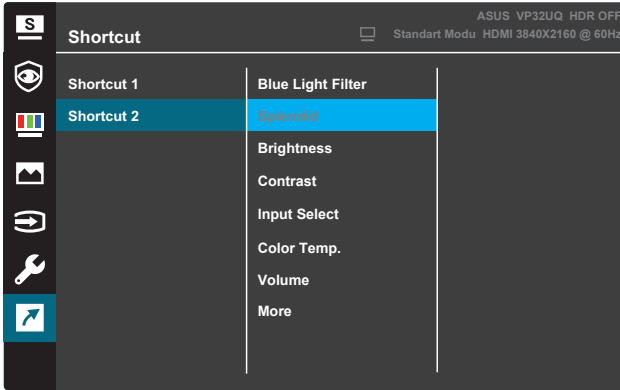 S
ASUS VP32UQ HDR OFF
Shortcut
Standart Modu HDMI 3840X2160 @ 60Hz
Shortcut 1
Blue Light Filter
Shortcut 2
Splendid
Brightness
Contrast
Input Select
Color Temp.
Volume
More